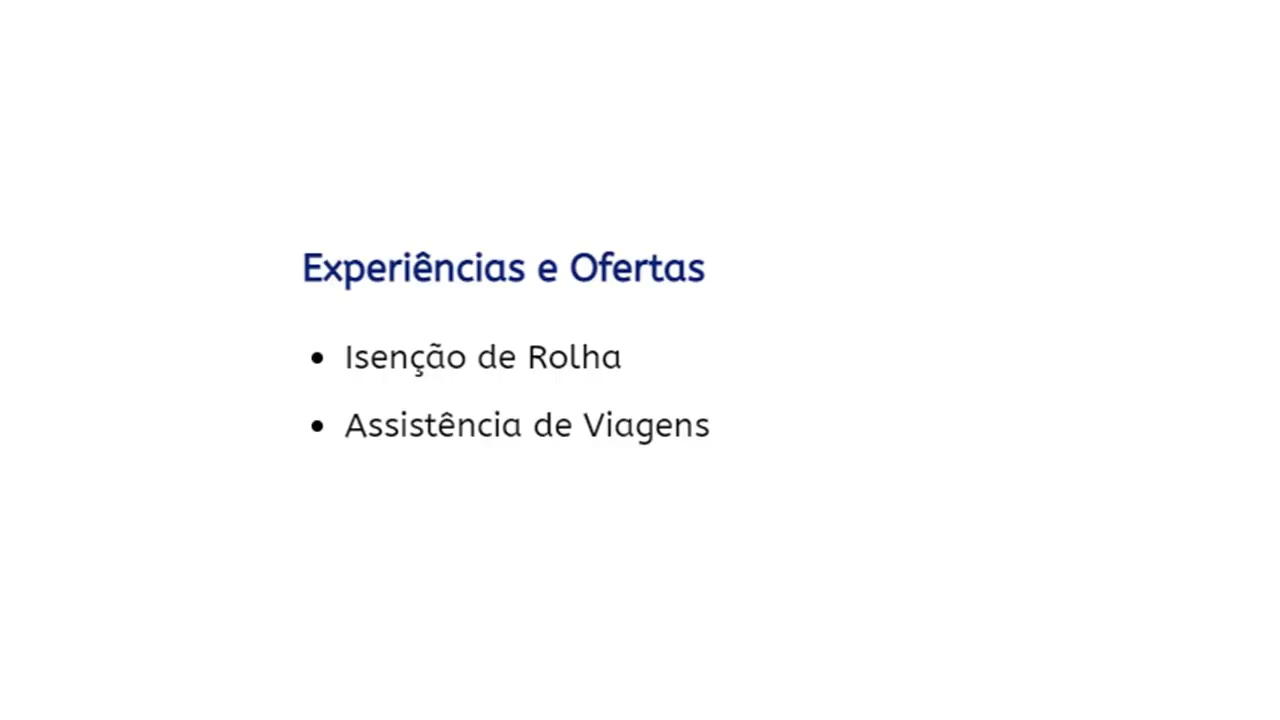 Experiências e Ofertas
• Isenção de Rolha
• Assistência de Viagens